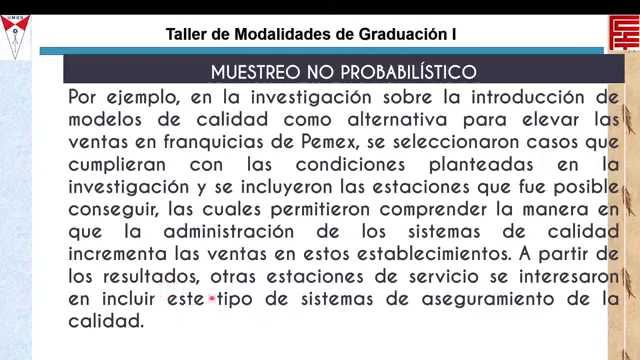 UMSS
Taller de Modalidades de Graduación I
MUESTREO NO PROBABILÍSTICO
Por ejemplo, en la investigación sobre la introducción de
modelos de calidad como alternativa para elevar las
ventas en franquicias de Pemex, se seleccionaron casos que
cumplieran con las condiciones planteadas en la
investigación y se incluyeron las estaciones que fue posible
conseguir, las cuales permitieron comprender la manera en
que la administración de los sistemas de calidad
incrementa las ventas en estos establecimientos. A partir de
los resultados, otras estaciones de servicio se interesaron
en incluir este tipo de sistemas de aseguramiento de la
calidad.